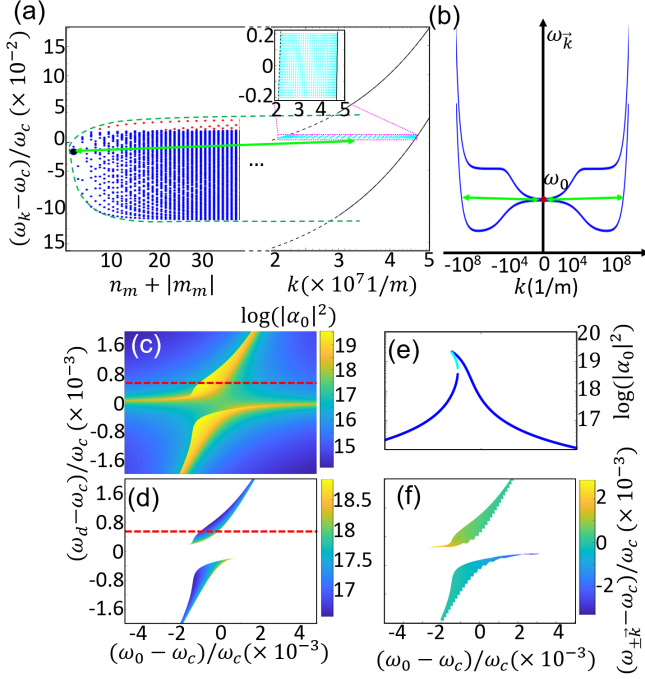 (a)
(ω_k − ω_c)/ω_c (× 10^{-2})
15
10
5
0
-5
-10
15
10 20 30
n_m + |m_m|
...
0.2
0
-0.2
2 3 4 5
2 3 4 5
k(× 10^7 1/m)
(b)
ω_{\vec{k}}
ω_0
-10^8 -10^4 0 10^4 10^8
k(1/m)
log(|α_0|^2)
(c)
1.6
0.8
0
-0.8
-1.6
19
18
17
16
15
(d)
1.6
0.8
0
-0.8
-1.6
18.5
18
17.5
17
(ω_d − ω_c)/ω_c (× 10^{-3})
-4 -2 0 2 4
(ω_0 − ω_c)/ω_c(× 10^{-3})
(e)
20
19
18
17
log(|α_0|^2)
(f)
2
0
-2
(ω_{±\vec{k}} − ω_c)/ω_c (× 10^{-3})
-4 -2 0 2 4
(ω_0 − ω_c)/ω_c(× 10^{-3})